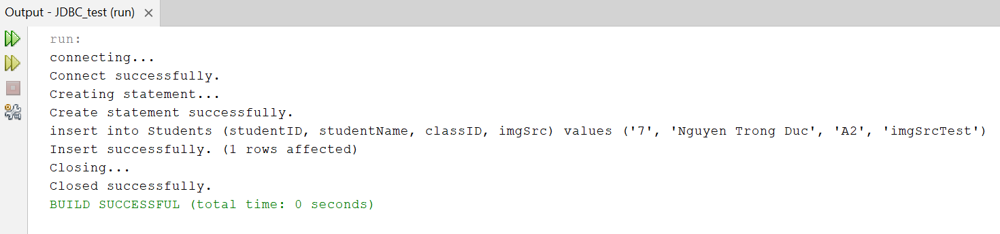 Output - JDBC_test (run)
run:
connecting...
Connect successfully.
Creating statement...
Create statement successfully.
insert into Students (studentID, studentName, classID, imgSrc) values ('7', 'Nguyen Trong Duc', 'A2', 'imgSrcTest')
Insert successfully. (1 rows affected)
Closing...
Closed successfully.
BUILD SUCCESSFUL (total time: 0 seconds)